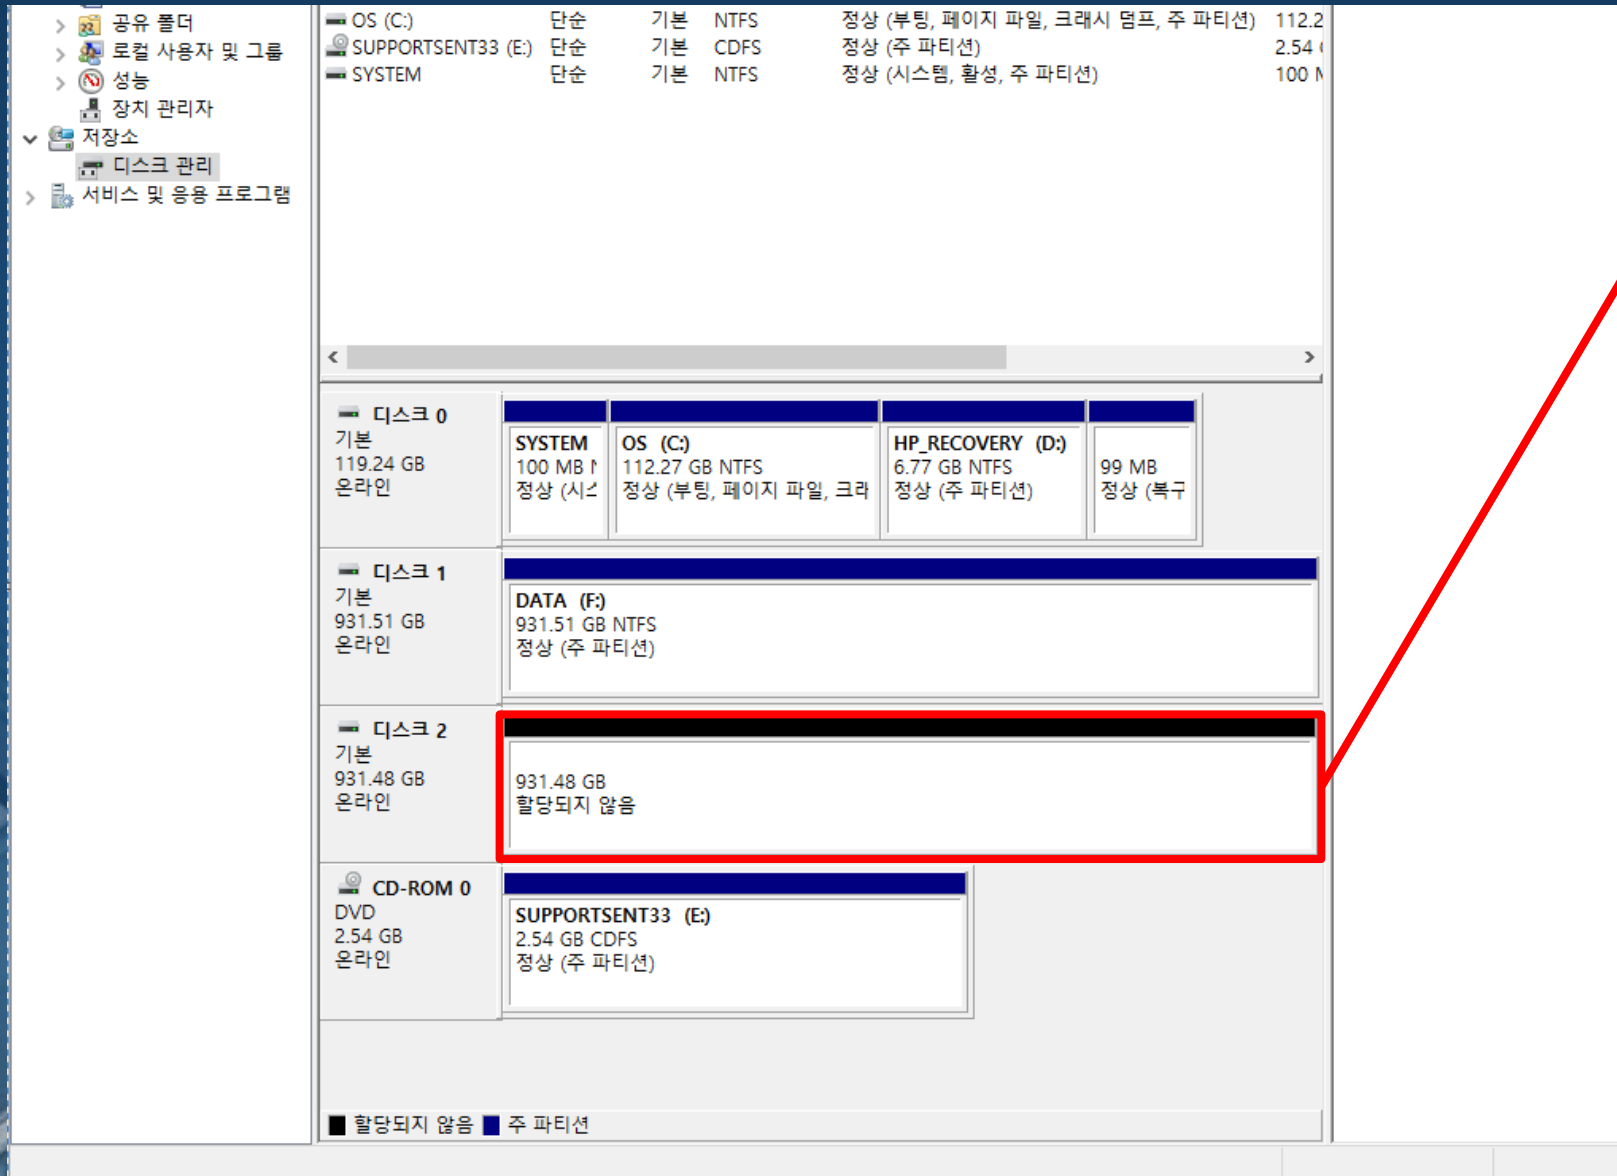 공유 폴더
로컬 사용자 및 그룹
성능
장치 관리자
저장소
디스크 관리
서비스 및 응용 프로그램
OS (C:) 단순 기본 NTFS 정상 (부팅, 페이지 파일, 크래시 덤프, 주 파티션) 112.2
SUPPORTSENT33 (E:) 단순 기본 CDFS 정상 (주 파티션) 2.54
SYSTEM 단순 기본 NTFS 정상 (시스템, 활성, 주 파티션) 100
디스크 0
기본
119.24 GB
온라인
SYSTEM
100 MB
정상 (시스
OS (C:)
112.27 GB NTFS
정상 (부팅, 페이지 파일, 크래
HP_RECOVERY (D:)
6.77 GB NTFS
정상 (주 파티션)
99 MB
정상 (복구
디스크 1
기본
931.51 GB
온라인
DATA (F:)
931.51 GB NTFS
정상 (주 파티션)
디스크 2
기본
931.48 GB
온라인
931.48 GB
할당되지 않음
CD-ROM 0
DVD
2.54 GB
온라인
SUPPORTSENT33 (E:)
2.54 GB CDFS
정상 (주 파티션)
할당되지 않음 주 파티션